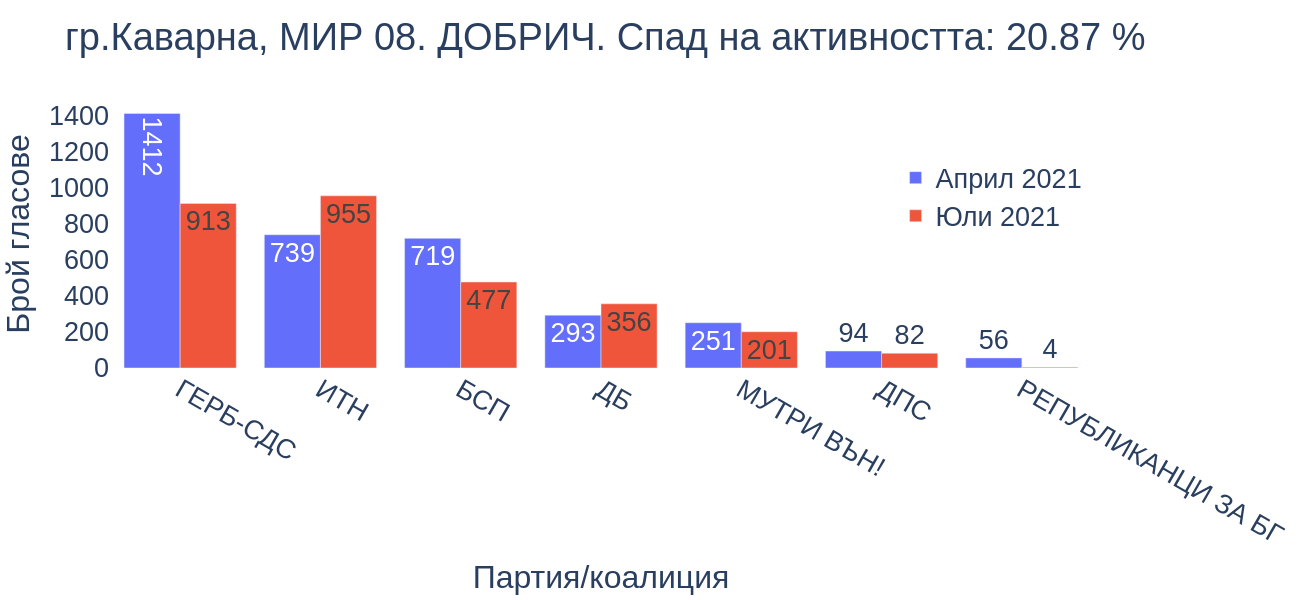 гр.Каварна, МИР 08. ДОБРИЧ. Спад на активността: 20.87 %
Брой гласове
1400
1200
1000
800
600
400
200
0
1412
913
739
955
719
477
293
356
251
201
94
82
56
4
Април 2021
Юли 2021
ГЕРБ-СДС
ИТН
БСП
ДБ
МУТРИ ВЪН!
ДПС
РЕПУБЛИКАНЦИ ЗА БГ
Партия/коалиция